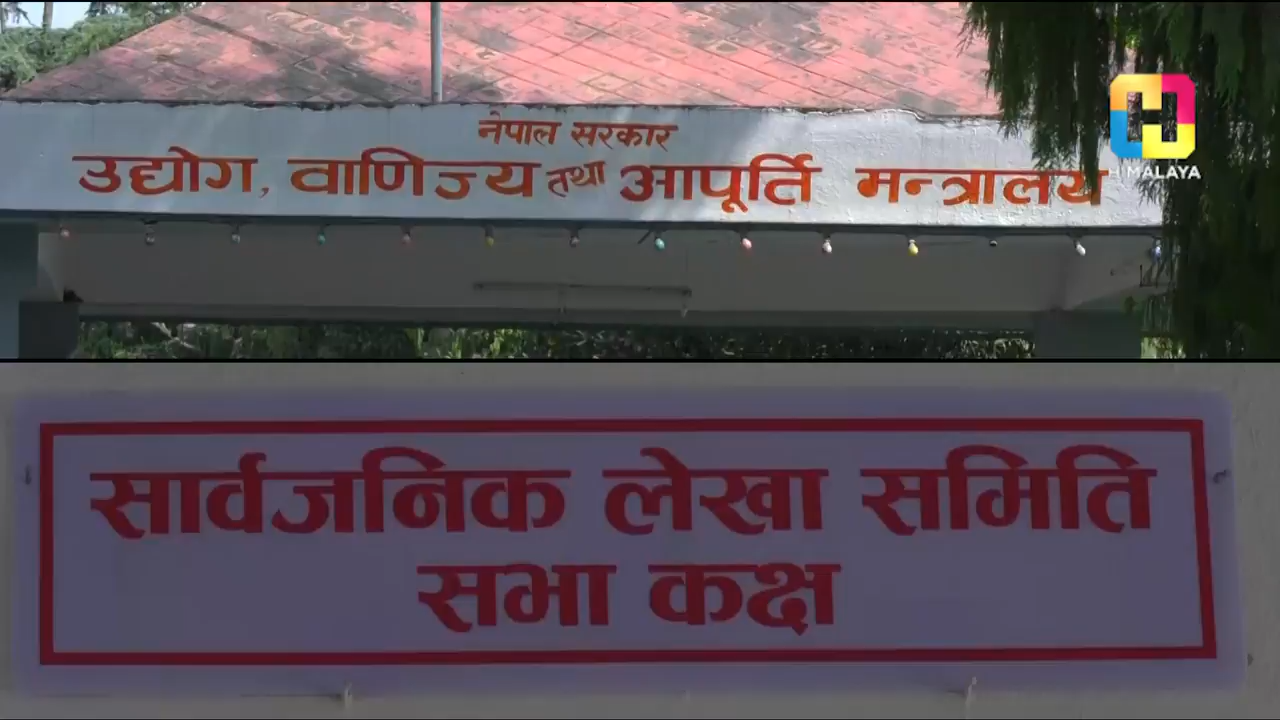 नेपाल सरकार
उद्योग, वाणिज्य तथा आपूर्ति मन्त्रालय
HIMALAYA
सार्वजनिक लेखा समिति
सभा कक्ष